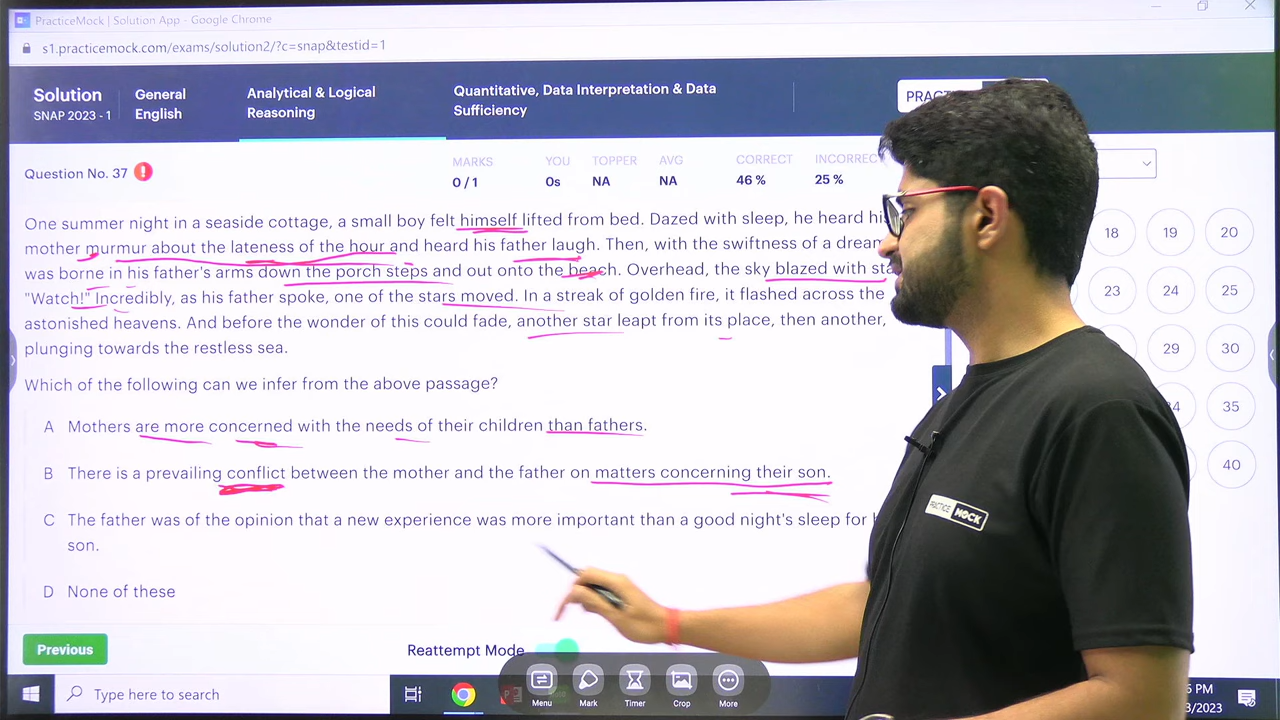 PracticeMock | Solution App - Google Chrome
s1.practicemock.com/exams/solution2/?c=snap&testid=1
Solution
SNAP 2023 - 1
General English
Analytical & Logical Reasoning
Quantitative, Data Interpretation & Data Sufficiency
Question No. 37
MARKS YOU TOPPER AVG CORRECT INCORREC
0 / 1 0s NA NA 46 % 25 %
One summer night in a seaside cottage, a small boy felt himself lifted from bed. Dazed with sleep, he heard his
mother murmur about the lateness of the hour and heard his father laugh. Then, with the swiftness of a dream
was borne in his father's arms down the porch steps and out onto the beach. Overhead, the sky blazed with sta
"Watch!" Incredibly, as his father spoke, one of the stars moved. In a streak of golden fire, it flashed across the
astonished heavens. And before the wonder of this could fade, another star leapt from its place, then another,
plunging towards the restless sea.
Which of the following can we infer from the above passage?
A Mothers are more concerned with the needs of their children than fathers.
B There is a prevailing conflict between the mother and the father on matters concerning their son.
C The father was of the opinion that a new experience was more important than a good night's sleep for
son.
D None of these
18 19 20
23 24 25
29 30
35
40
Previous
Reattempt Mode
PRACTICE MOCK
Type here to search
Menu Mark Timer Crop More
PM
3/2023